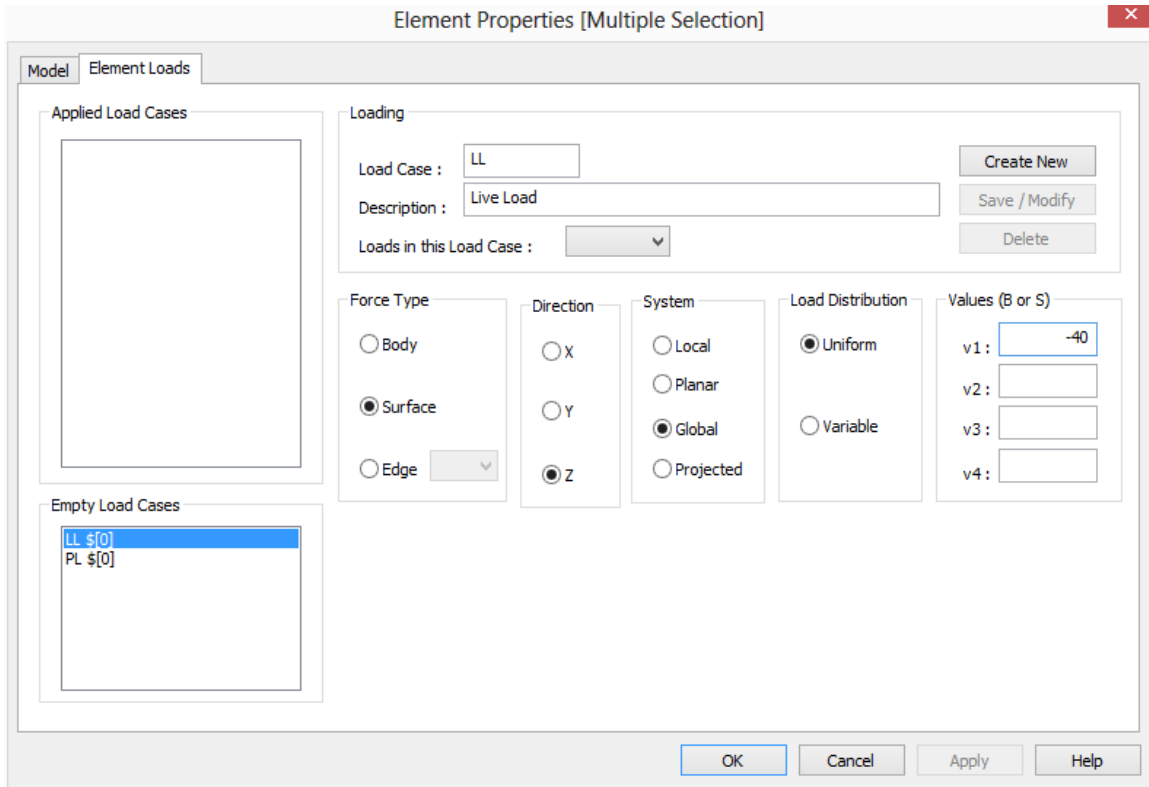 Element Properties [Multiple Selection]
Model
Element Loads
Applied Load Cases
Loading
Load Case :
LL
Create New
Description :
Live Load
Save / Modify
Loads in this Load Case :
Delete
Force Type
Body
Surface
Edge
Direction
X
Y
Z
System
Local
Planar
Global
Projected
Load Distribution
Uniform
Variable
Values (B or S)
v1 :
-40
v2 :
v3 :
v4 :
Empty Load Cases
LL $[0]
PL $[0]
OK
Cancel
Apply
Help